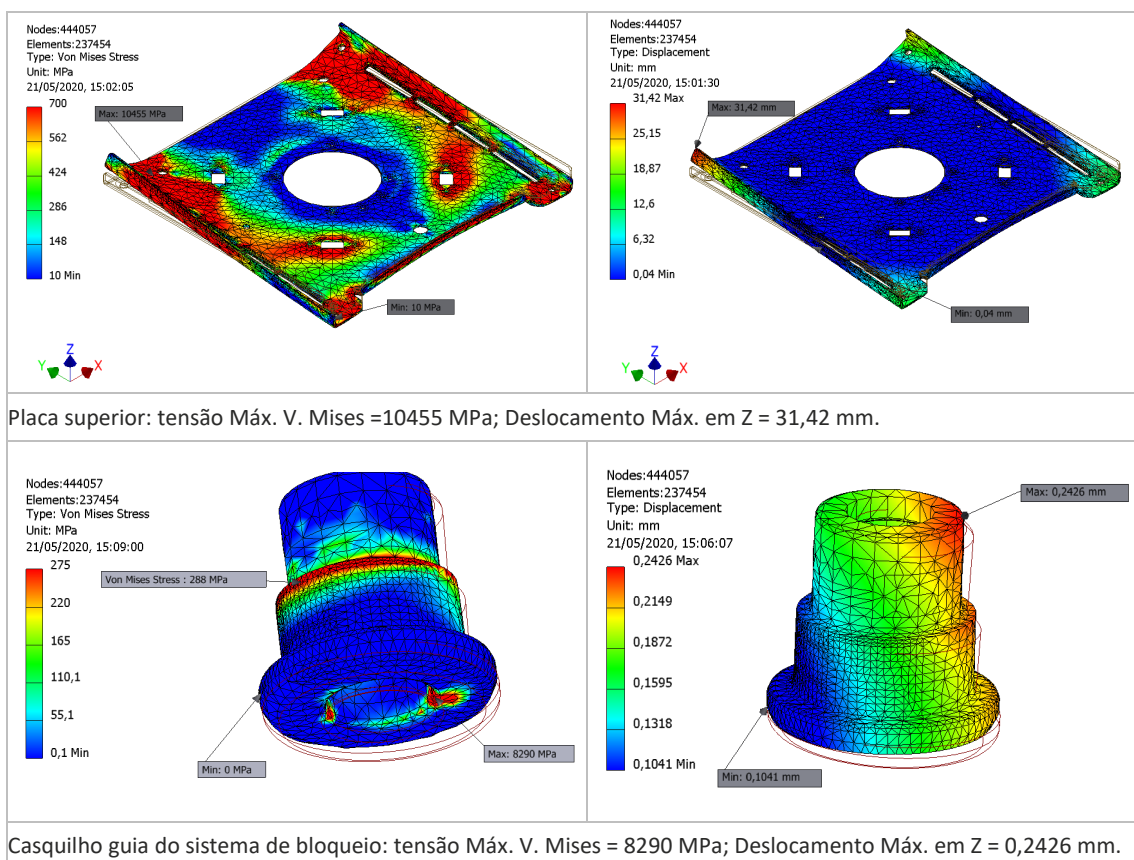 Nodes:444057
Elements:237454
Type: Von Mises Stress
Unit: MPa
21/05/2020, 15:02:05
700
562
424
286
148
10 Min
Max: 10455 MPa
Min: 10 MPa
Z
Y
X
Nodes:444057
Elements:237454
Type: Displacement
Unit: mm
21/05/2020, 15:01:30
31,42 Max
25,15
18,87
12,6
6,32
0,04 Min
Max: 31,42 mm
Min: 0,04 mm
Z
Y
X
Placa superior: tensão Máx. V. Mises =10455 MPa; Deslocamento Máx. em Z = 31,42 mm.
Nodes:444057
Elements:237454
Type: Von Mises Stress
Unit: MPa
21/05/2020, 15:09:00
275
220
165
110,1
55,1
0,1 Min
Von Mises Stress : 288 MPa
Min: 0 MPa
Max: 8290 MPa
Nodes:444057
Elements:237454
Type: Displacement
Unit: mm
21/05/2020, 15:06:07
0,2426 Max
0,2149
0,1872
0,1595
0,1318
0,1041 Min
Max: 0,2426 mm
Min: 0,1041 mm
Casquilho guia do sistema de bloqueio: tensão Máx. V. Mises = 8290 MPa; Deslocamento Máx. em Z = 0,2426 mm.